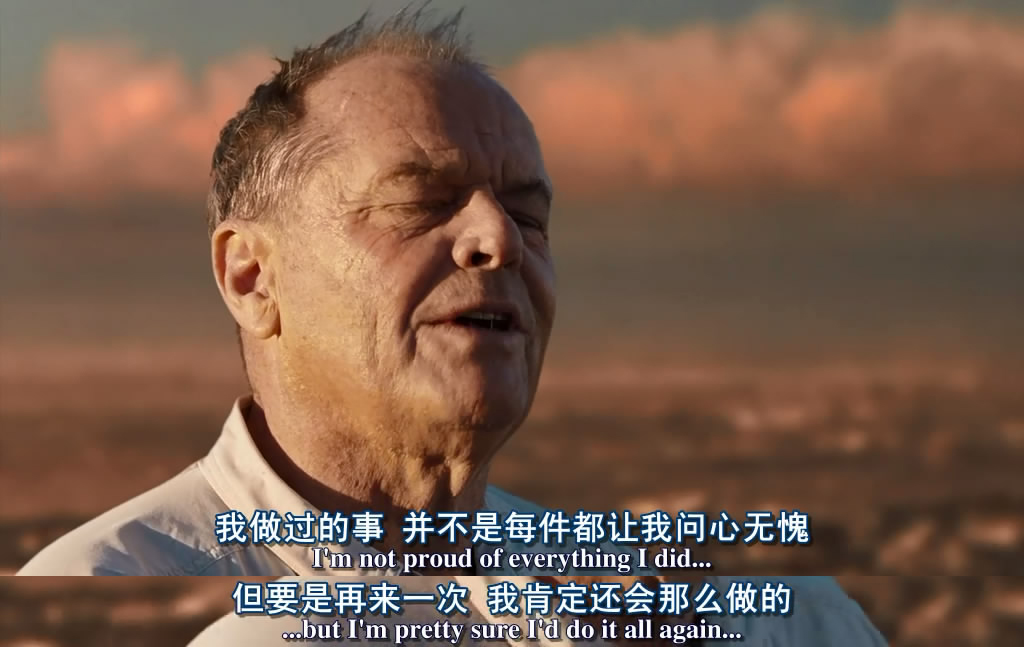 我做过的事 并不是每件都让我问心无愧
I'm not proud of everything I did...
但要是再来一次 我肯定还会那么做的
...but I'm pretty sure I'd do it all again...